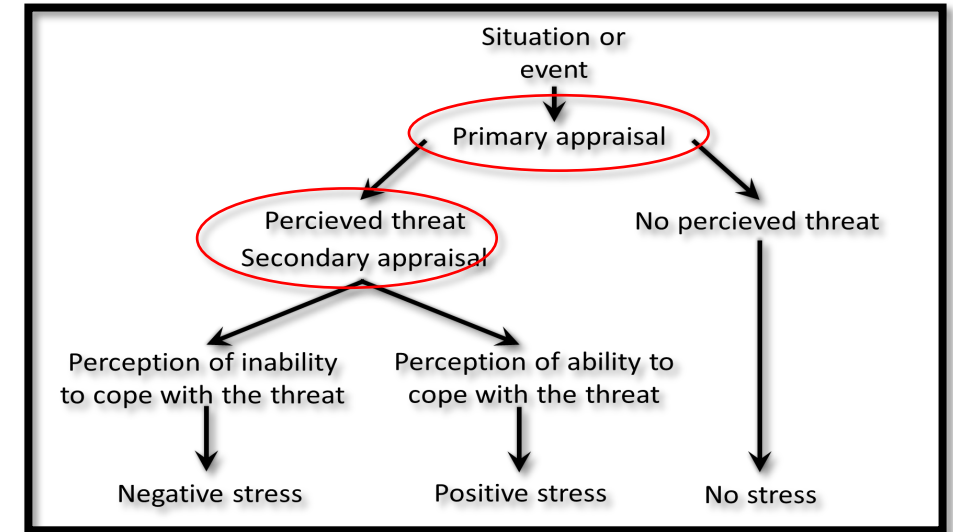 Situation or
event
Primary appraisal
Percieved threat
Secondary appraisal
No percieved threat
Perception of inability
to cope with the threat
Perception of ability to
cope with the threat
Negative stress
Positive stress
No stress